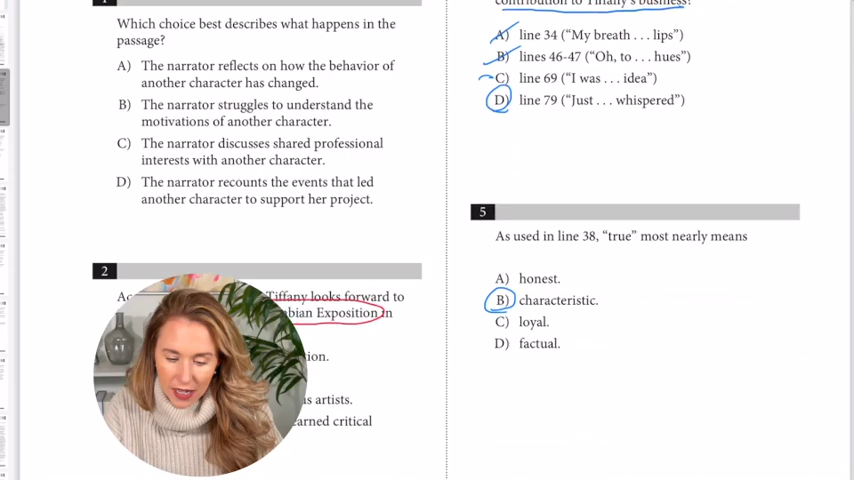 1
Which choice best describes what happens in the
passage?
A) The narrator reflects on how the behavior of
another character has changed.
B) The narrator struggles to understand the
motivations of another character.
C) The narrator discusses shared professional
interests with another character.
D) The narrator recounts the events that led
another character to support her project.
2
Tiffany looks forward to
Exposition in
artists.
earned critical
contribution to Tiffany's business?
A) line 34 (“My breath . . . lips”)
B) lines 46-47 (“Oh, to . . . hues”)
C) line 69 (“I was . . . idea”)
D) line 79 (“Just . . . whispered”)
5
As used in line 38, “true” most nearly means
A) honest.
B) characteristic.
C) loyal.
D) factual.